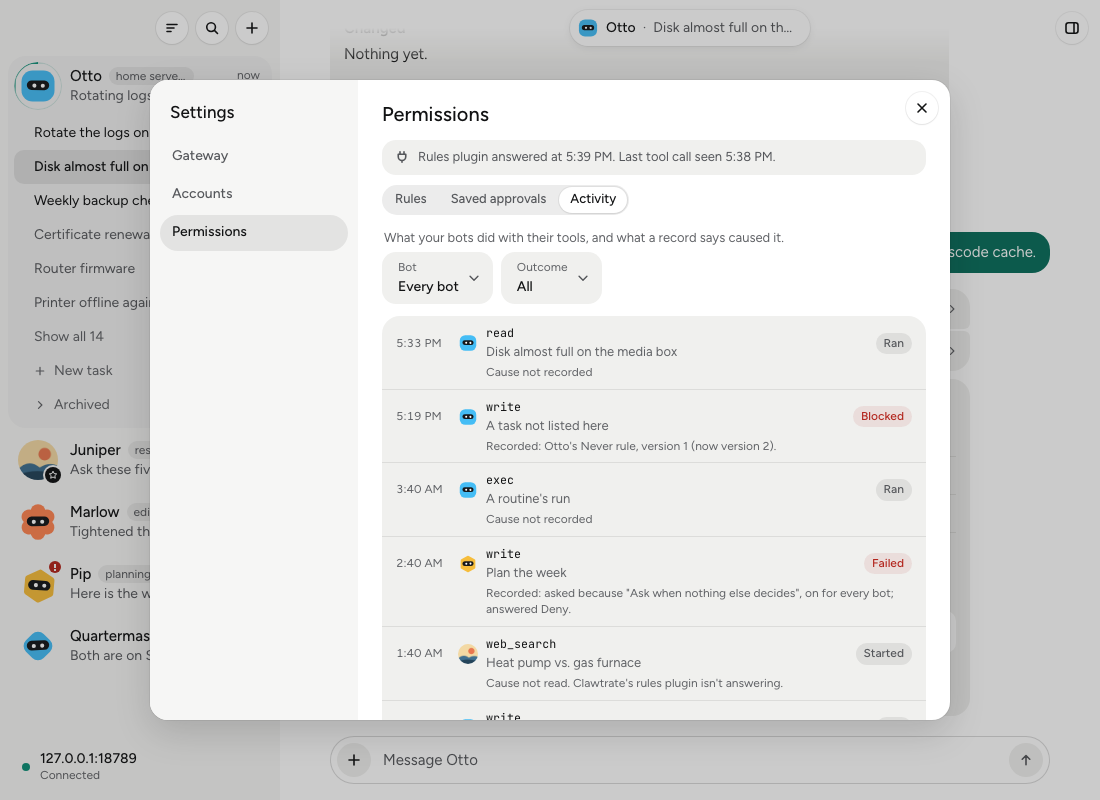 Otto · Disk almost full on th...
Nothing yet.
Otto home serve... now
Rotating logs
Rotate the logs on
Disk almost full on
Weekly backup che
Certificate renewa
Router firmware
Printer offline again
Show all 14
New task
Archived
Juniper res
Ask these fiv
Marlow edi
Tightened th
Pip planning
Here is the w
Quartermas
Both are on S
127.0.0.1:18789
Connected
Settings
Gateway
Accounts
Permissions
Permissions
Rules plugin answered at 5:39 PM. Last tool call seen 5:38 PM.
Rules Saved approvals Activity
What your bots did with their tools, and what a record says caused it.
Bot
Every bot
Outcome
All
5:33 PM read Ran
Disk almost full on the media box
Cause not recorded
5:19 PM write Blocked
A task not listed here
Recorded: Otto's Never rule, version 1 (now version 2).
3:40 AM exec Ran
A routine's run
Cause not recorded
2:40 AM write Failed
Plan the week
Recorded: asked because "Ask when nothing else decides", on for every bot;
answered Deny.
1:40 AM web_search Started
Heat pump vs. gas furnace
Cause not read. Clawtrate's rules plugin isn't answering.
write
scode cache.
Message Otto